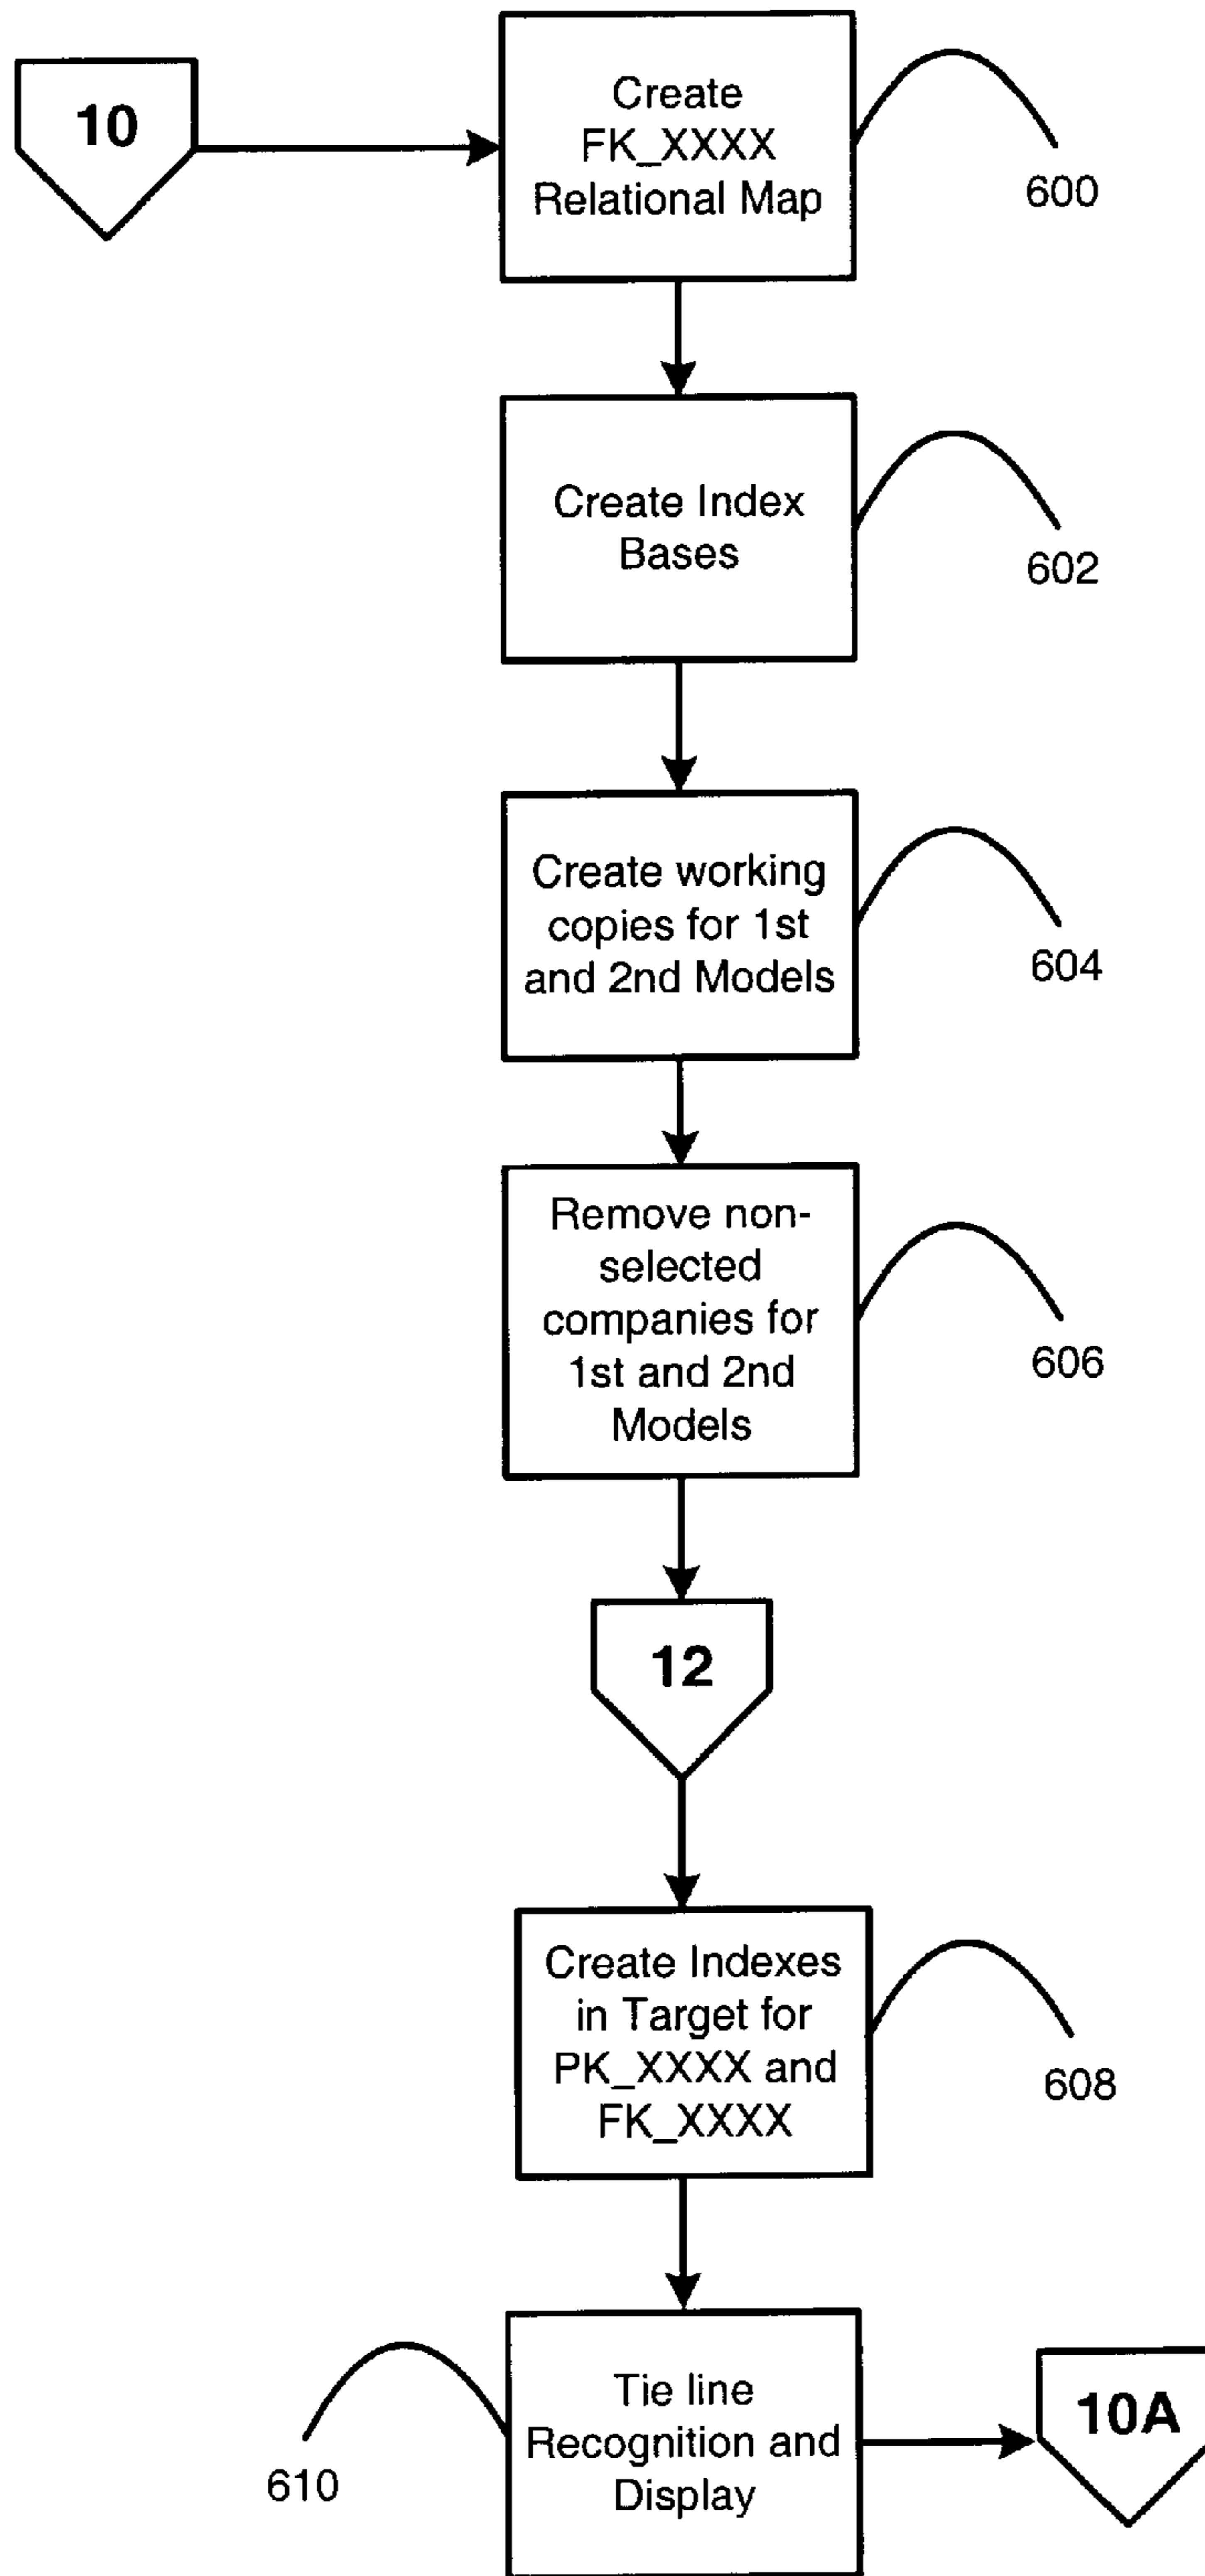 10
Create
FK_XXXX
Relational Map
600
Create Index
Bases
602
Create working
copies for 1st
and 2nd Models
604
Remove non-
selected
companies for
1st and 2nd
Models
606
12
Create Indexes
in Target for
PK_XXXX and
FK_XXXX
608
Tie line
Recognition and
Display
610
10A